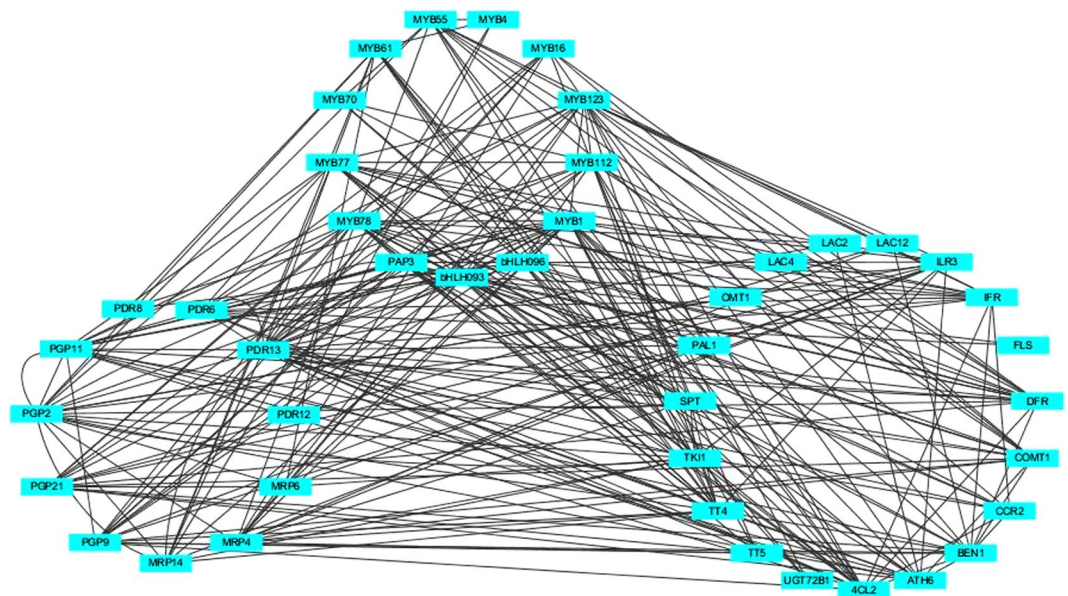 MYB55
MYB4
MYB61
MYB16
MYB70
MYB123
MYB77
MYB112
MYB78
MYB1
PAP3
bHLH096
bHLH093
LAC2
LAC12
LAC4
ILR3
OMT1
IFR
PDR8
PDR6
PGP11
PDR13
PAL1
FLS
PGP2
PDR12
SPT
DFR
TKI1
COMT1
PGP21
MRP6
TT4
CCR2
PGP9
MRP4
MRP14
TT5
BEN1
UGT72B1
4CL2
ATH6